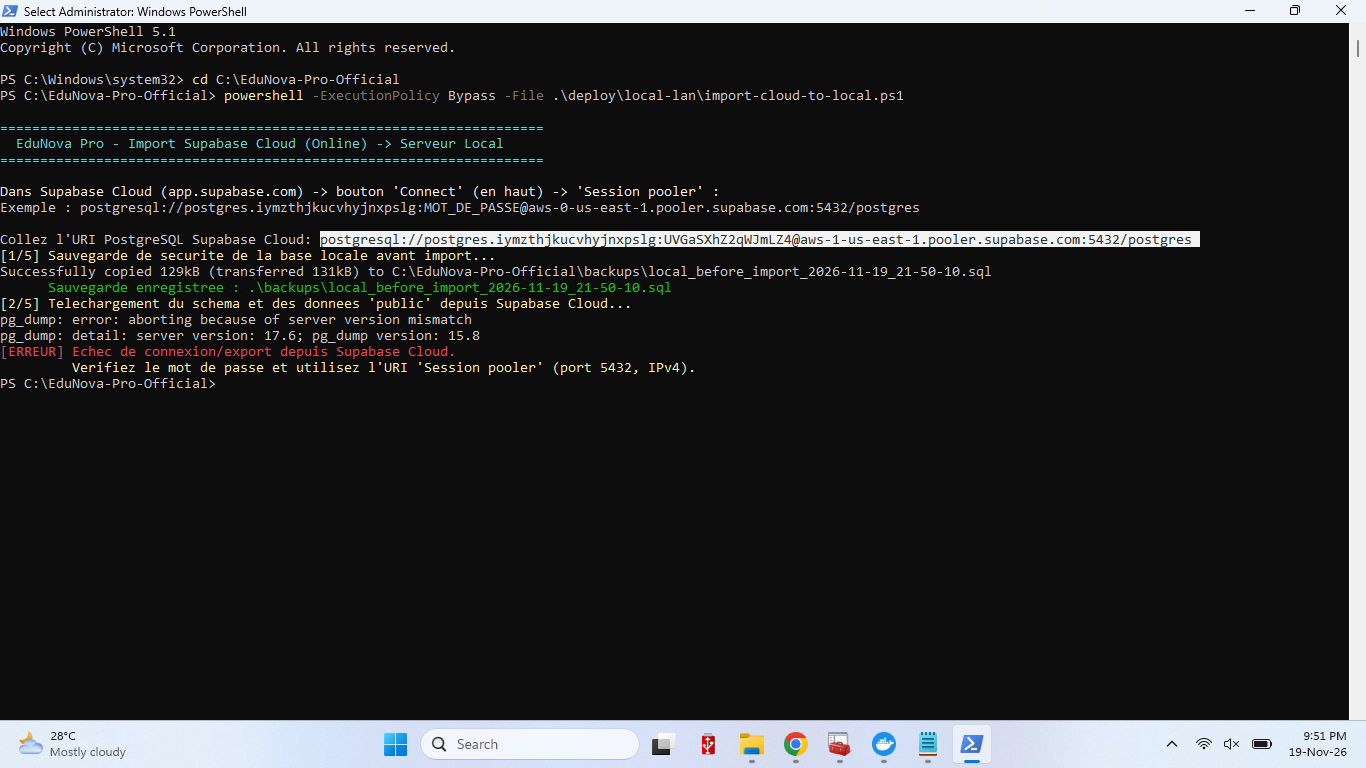 Select Administrator: Windows PowerShell
Windows PowerShell 5.1
Copyright (C) Microsoft Corporation. All rights reserved.
PS C:\Windows\system32> cd C:\EduNova-Pro-Official
PS C:\EduNova-Pro-Official> powershell -ExecutionPolicy Bypass -File .\deploy\local-lan\import-cloud-to-local.ps1
====================================================================
EduNova Pro - Import Supabase Cloud (Online) -> Serveur Local
====================================================================
Dans Supabase Cloud (app.supabase.com) -> bouton 'Connect' (en haut) -> 'Session pooler' :
Exemple : postgresql://postgres.iymzthjkucvhyjnxpslg:MOT_DE_PASSE@aws-0-us-east-1.pooler.supabase.com:5432/postgres
Collez l'URI PostgreSQL Supabase Cloud: postgresql://postgres.iymzthjkucvhyjnxpslg:UVGaSXhZ2qWJmLZ4@aws-1-us-east-1.pooler.supabase.com:5432/postgres
[1/5] Sauvegarde de securite de la base locale avant import...
Successfully copied 129kB (transferred 131kB) to C:\EduNova-Pro-Official\backups\local_before_import_2026-11-19_21-50-10.sql
Sauvegarde enregistree : .\backups\local_before_import_2026-11-19_21-50-10.sql
[2/5] Telechargement du schema et des donnees 'public' depuis Supabase Cloud...
pg_dump: error: aborting because of server version mismatch
pg_dump: detail: server version: 17.6; pg_dump version: 15.8
[ERREUR] Echec de connexion/export depuis Supabase Cloud.
Verifiez le mot de passe et utilisez l'URI 'Session pooler' (port 5432, IPv4).
PS C:\EduNova-Pro-Official>
28°C
Mostly cloudy
Search
9:51 PM
19-Nov-26